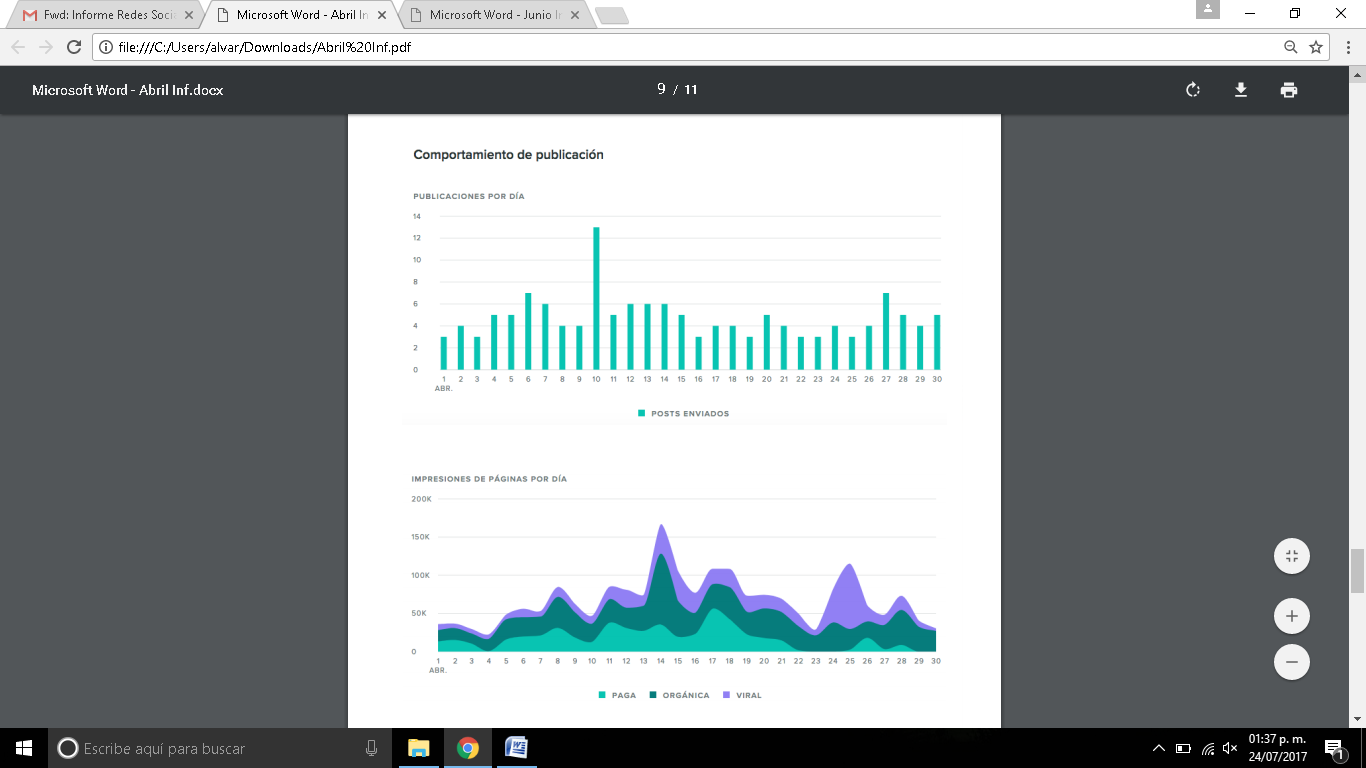 Fwd: Informe Redes Soci
Microsoft Word - Abril In
Microsoft Word - Junio In
file:///C:/Users/alvar/Downloads/Abril%20Inf.pdf
Microsoft Word - Abril Inf.docx
9 / 11
Comportamiento de publicación
PUBLICACIONES POR DÍA
14
12
10
8
6
4
2
0
1 2 3 4 5 6 7 8 9 10 11 12 13 14 15 16 17 18 19 20 21 22 23 24 25 26 27 28 29 30
ABR.
POSTS ENVIADOS
IMPRESIONES DE PÁGINAS POR DÍA
200K
150K
100K
50K
0
1 2 3 4 5 6 7 8 9 10 11 12 13 14 15 16 17 18 19 20 21 22 23 24 25 26 27 28 29 30
ABR.
PAGA ORGÁNICA VIRAL
Escribe aquí para buscar
01:37 p. m.
24/07/2017
1